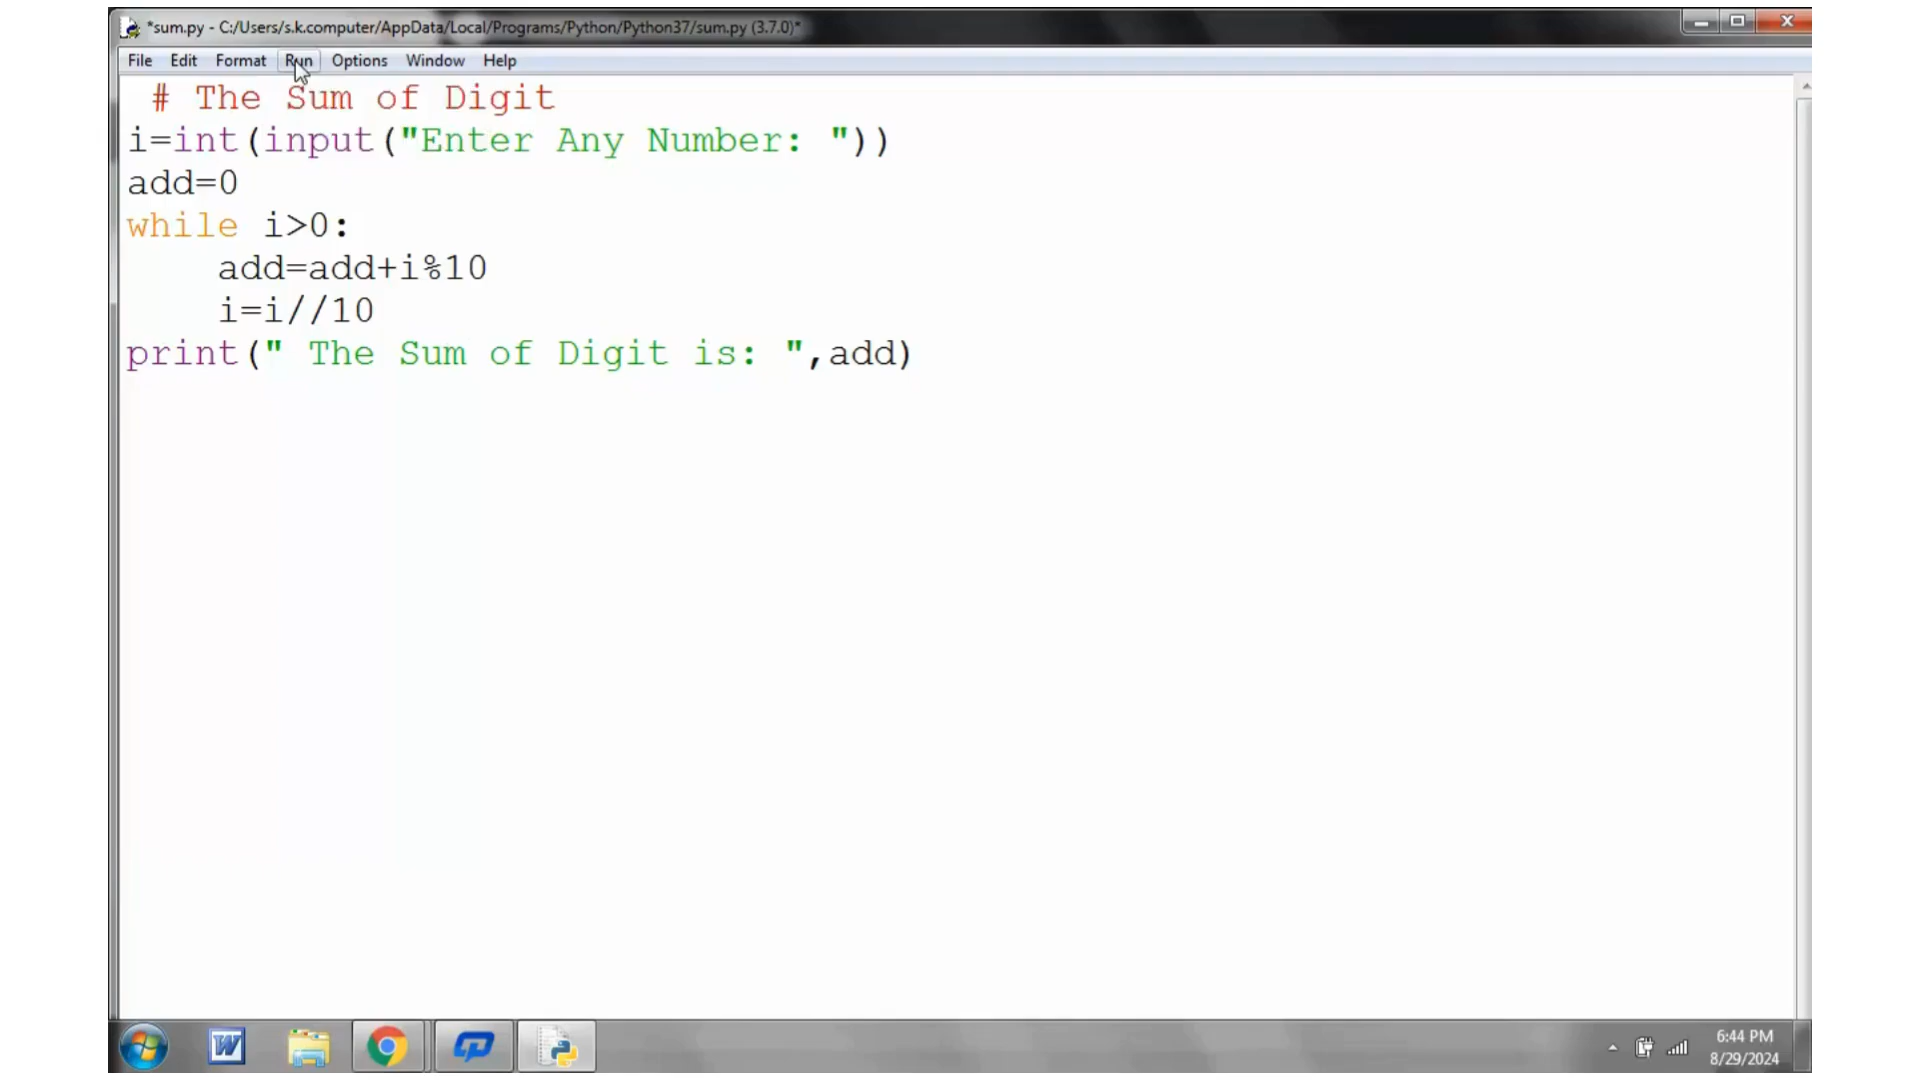 *sum.py - C:/Users/s.k.computer/AppData/Local/Programs/Python/Python37/sum.py (3.7.0)*
File Edit Format Run Options Window Help
# The Sum of Digit
i=int(input("Enter Any Number: "))
add=0
while i>0:
    add=add+i%10
    i=i//10
print(" The Sum of Digit is: ",add)
6:44 PM
8/29/2024